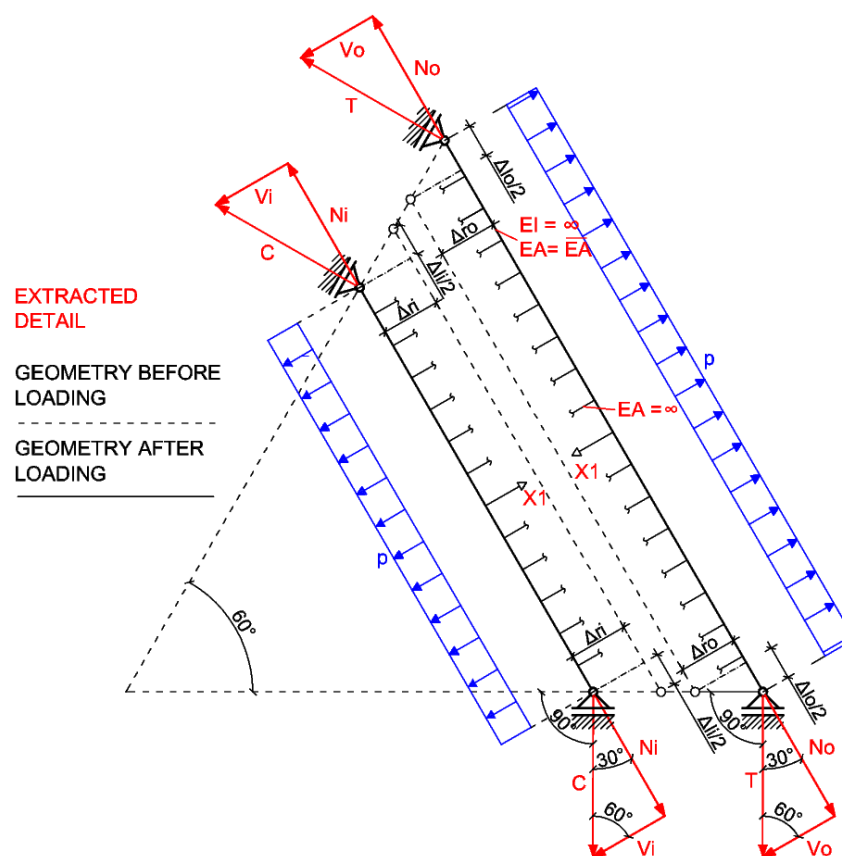 Vo
No
T
Vi
Ni
C
Δlo/2
EI = ∞
EA= EA
Δro
Δli/2
Δri
EXTRACTED
DETAIL
GEOMETRY BEFORE
LOADING
GEOMETRY AFTER
LOADING
p
EA = ∞
X1
X1
p
60°
Δri
Δro
Δlo/2
Δli/2
90°
90°
Ni
No
30°
30°
C
T
60°
60°
Vi
Vo